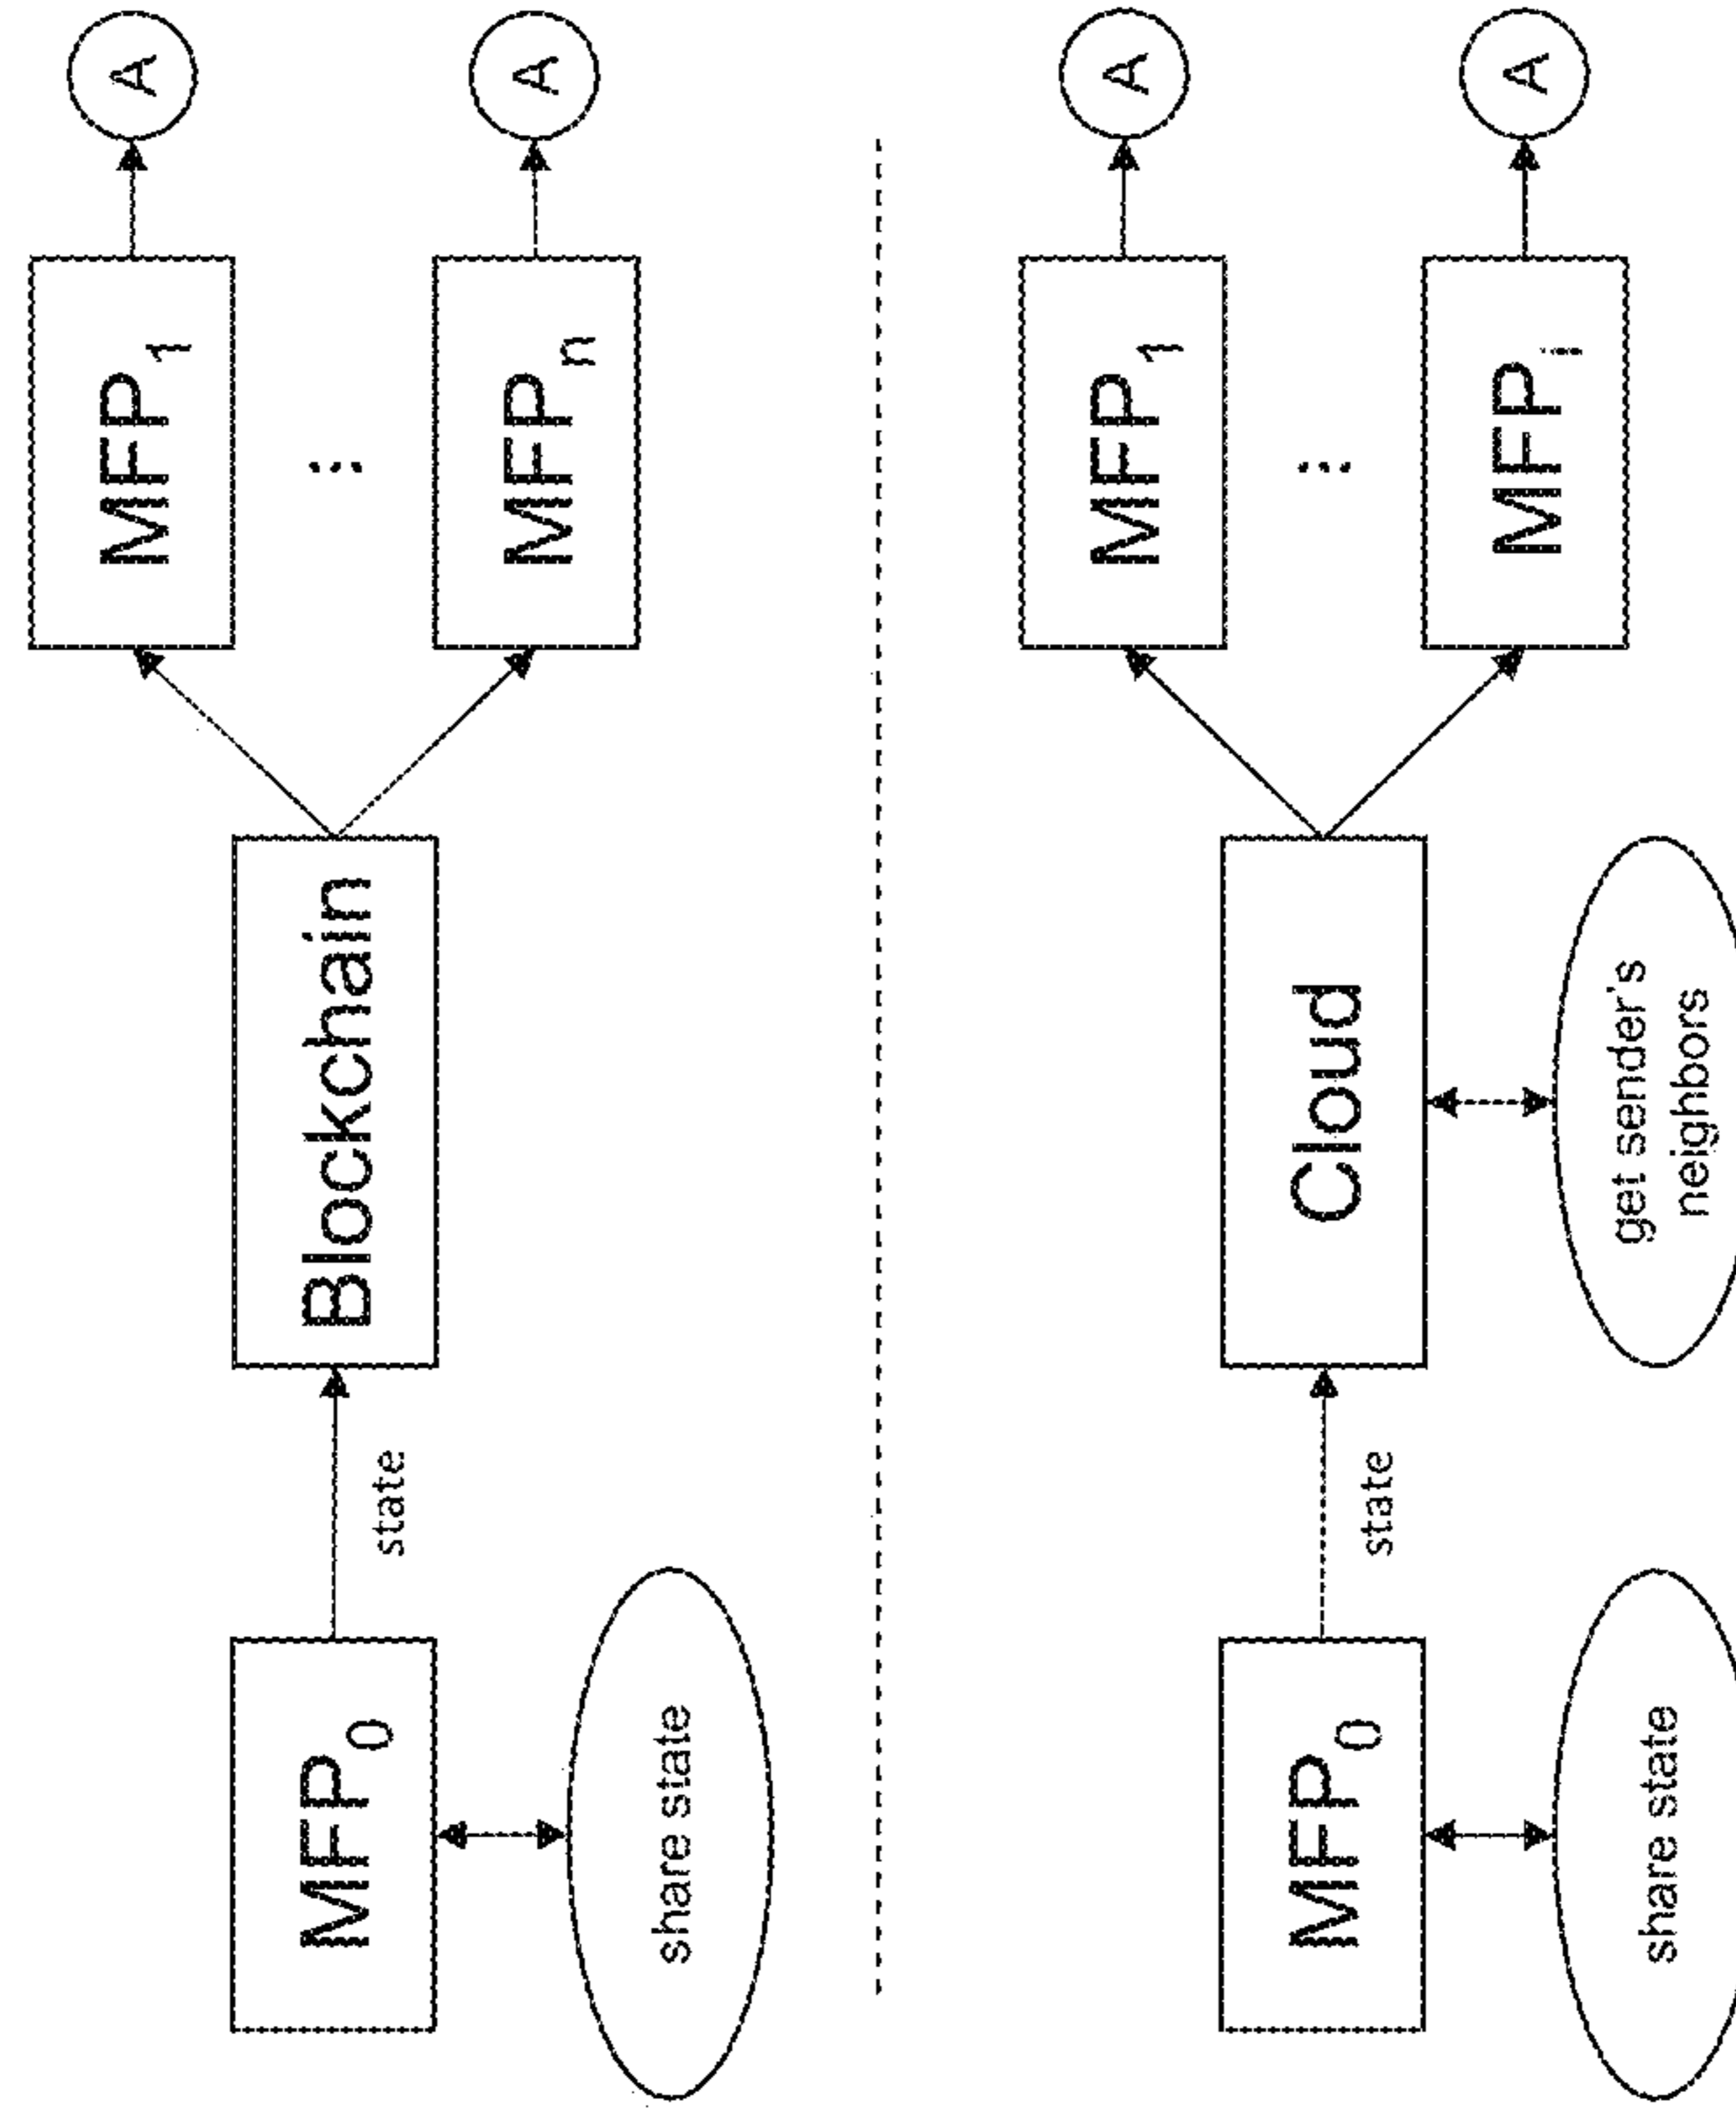 MFP0
share state
state
Blockchain
MFP1
A
⋮
MFPn
A
MFP0
share state
state
Cloud
get sender's
neighbors
MFP1
A
⋮
MFPi
A